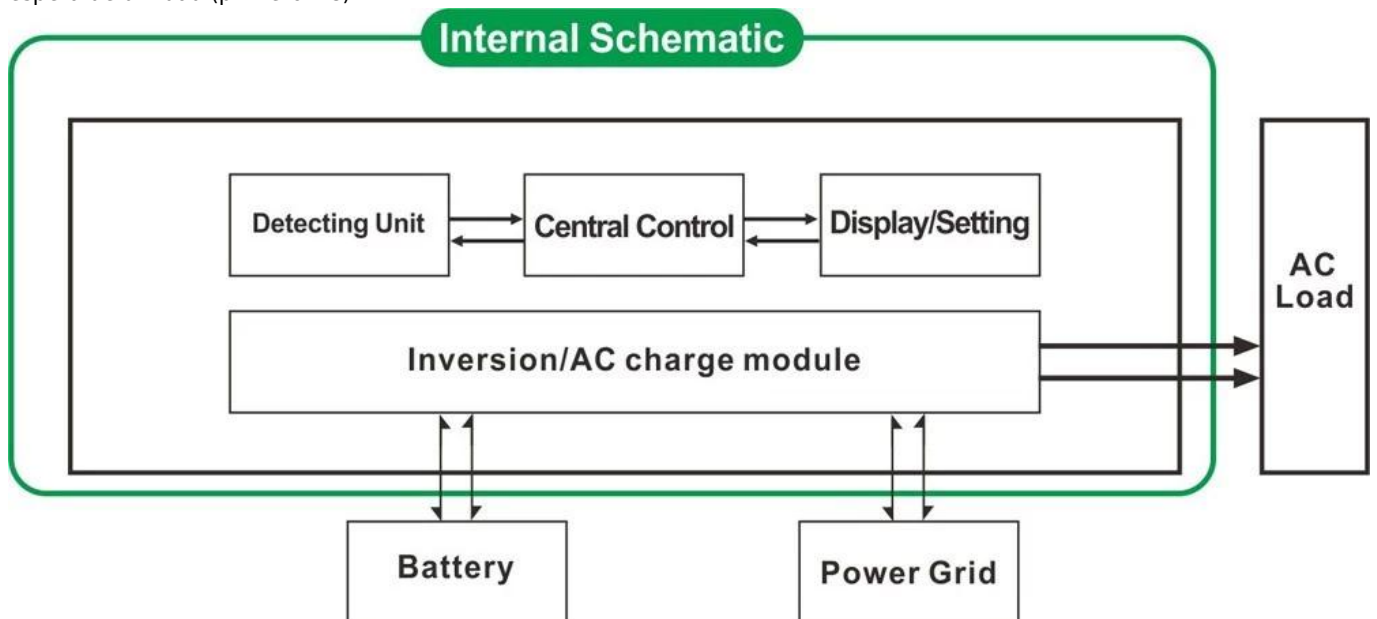 Internal Schematic
Detecting Unit
Central Control
Display/Setting
AC
Load
Inversion/AC charge module
Battery
Power Grid